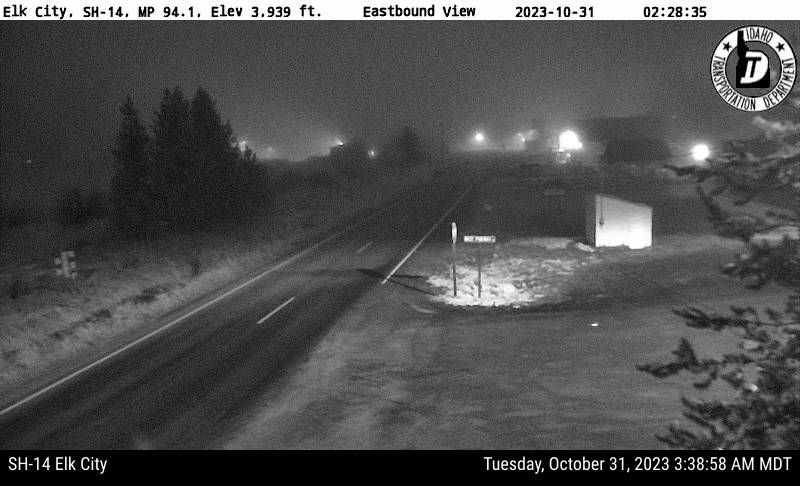 Elk City, SH-14, MP 94.1, Elev 3,939 ft. Eastbound View 2023-10-31 02:28:35
IDAHO
TRANSPORTATION DEPARTMENT
SH-14 Elk City Tuesday, October 31, 2023 3:38:58 AM MDT